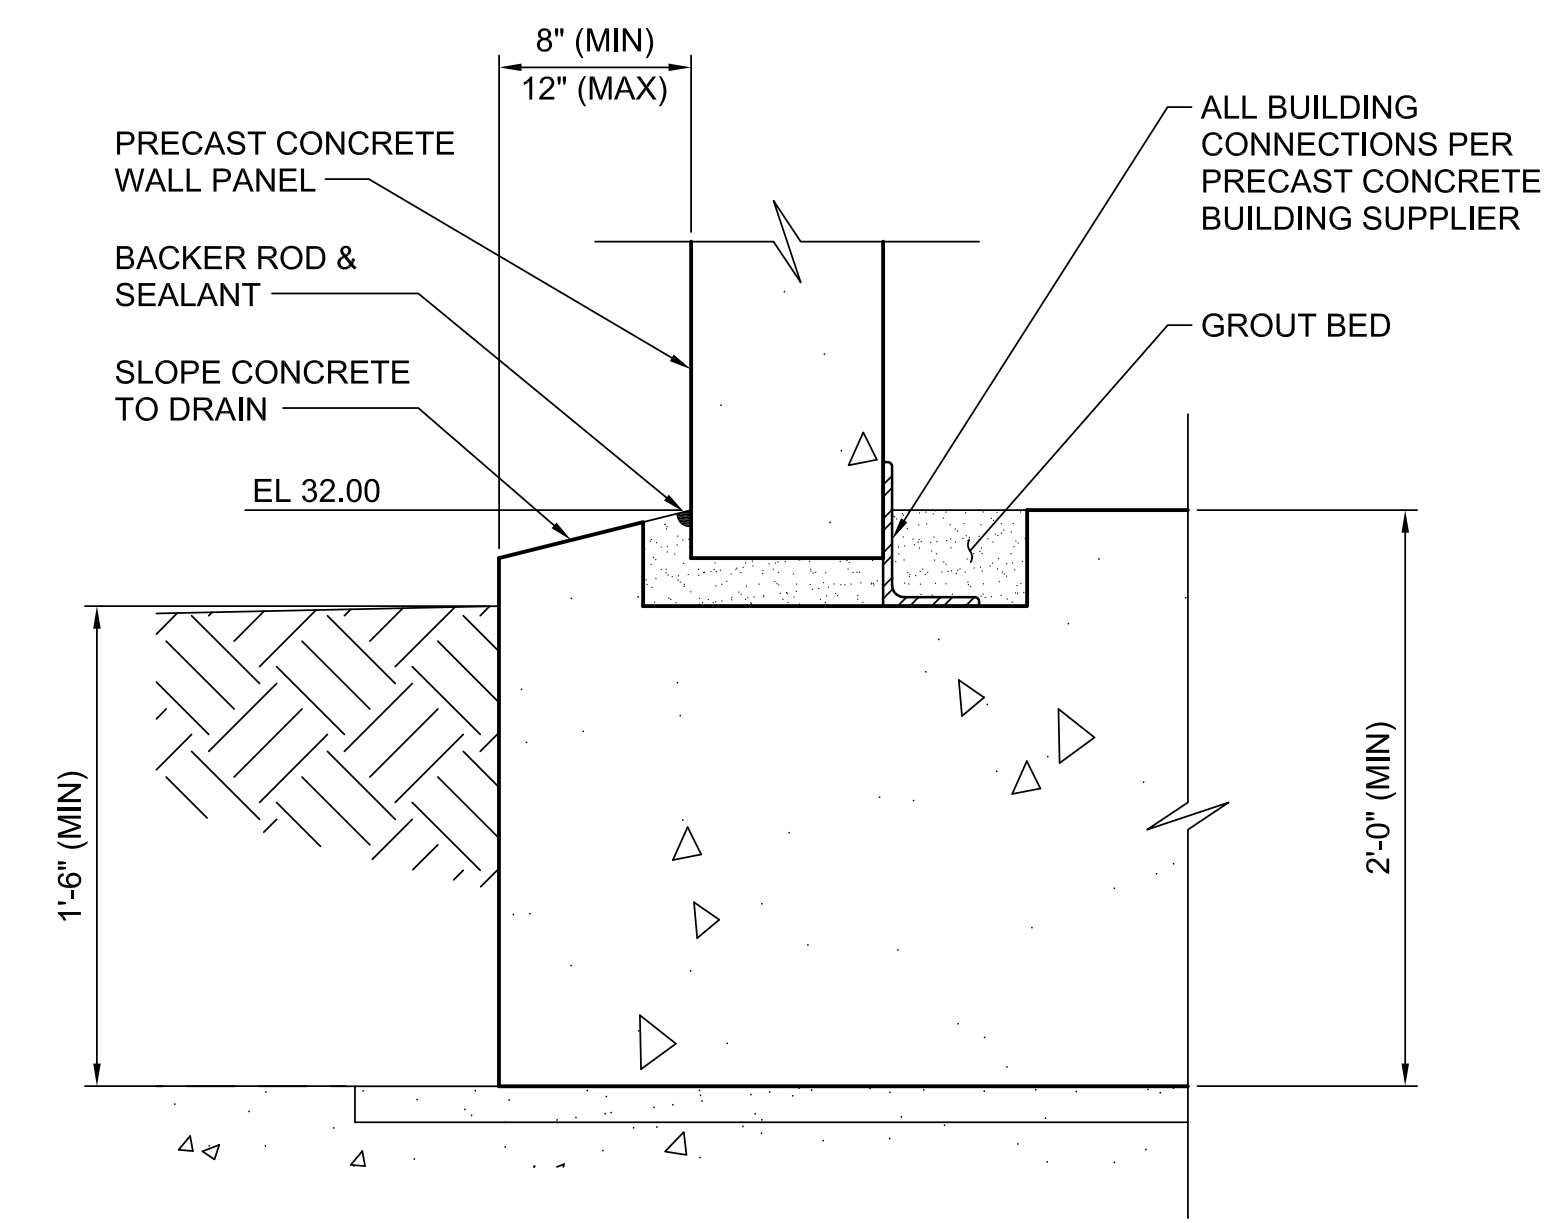 8" (MIN)
12" (MAX)
PRECAST CONCRETE
WALL PANEL
BACKER ROD &
SEALANT
SLOPE CONCRETE
TO DRAIN
EL 32.00
ALL BUILDING
CONNECTIONS PER
PRECAST CONCRETE
BUILDING SUPPLIER
GROUT BED
1'-6" (MIN)
2'-0" (MIN)